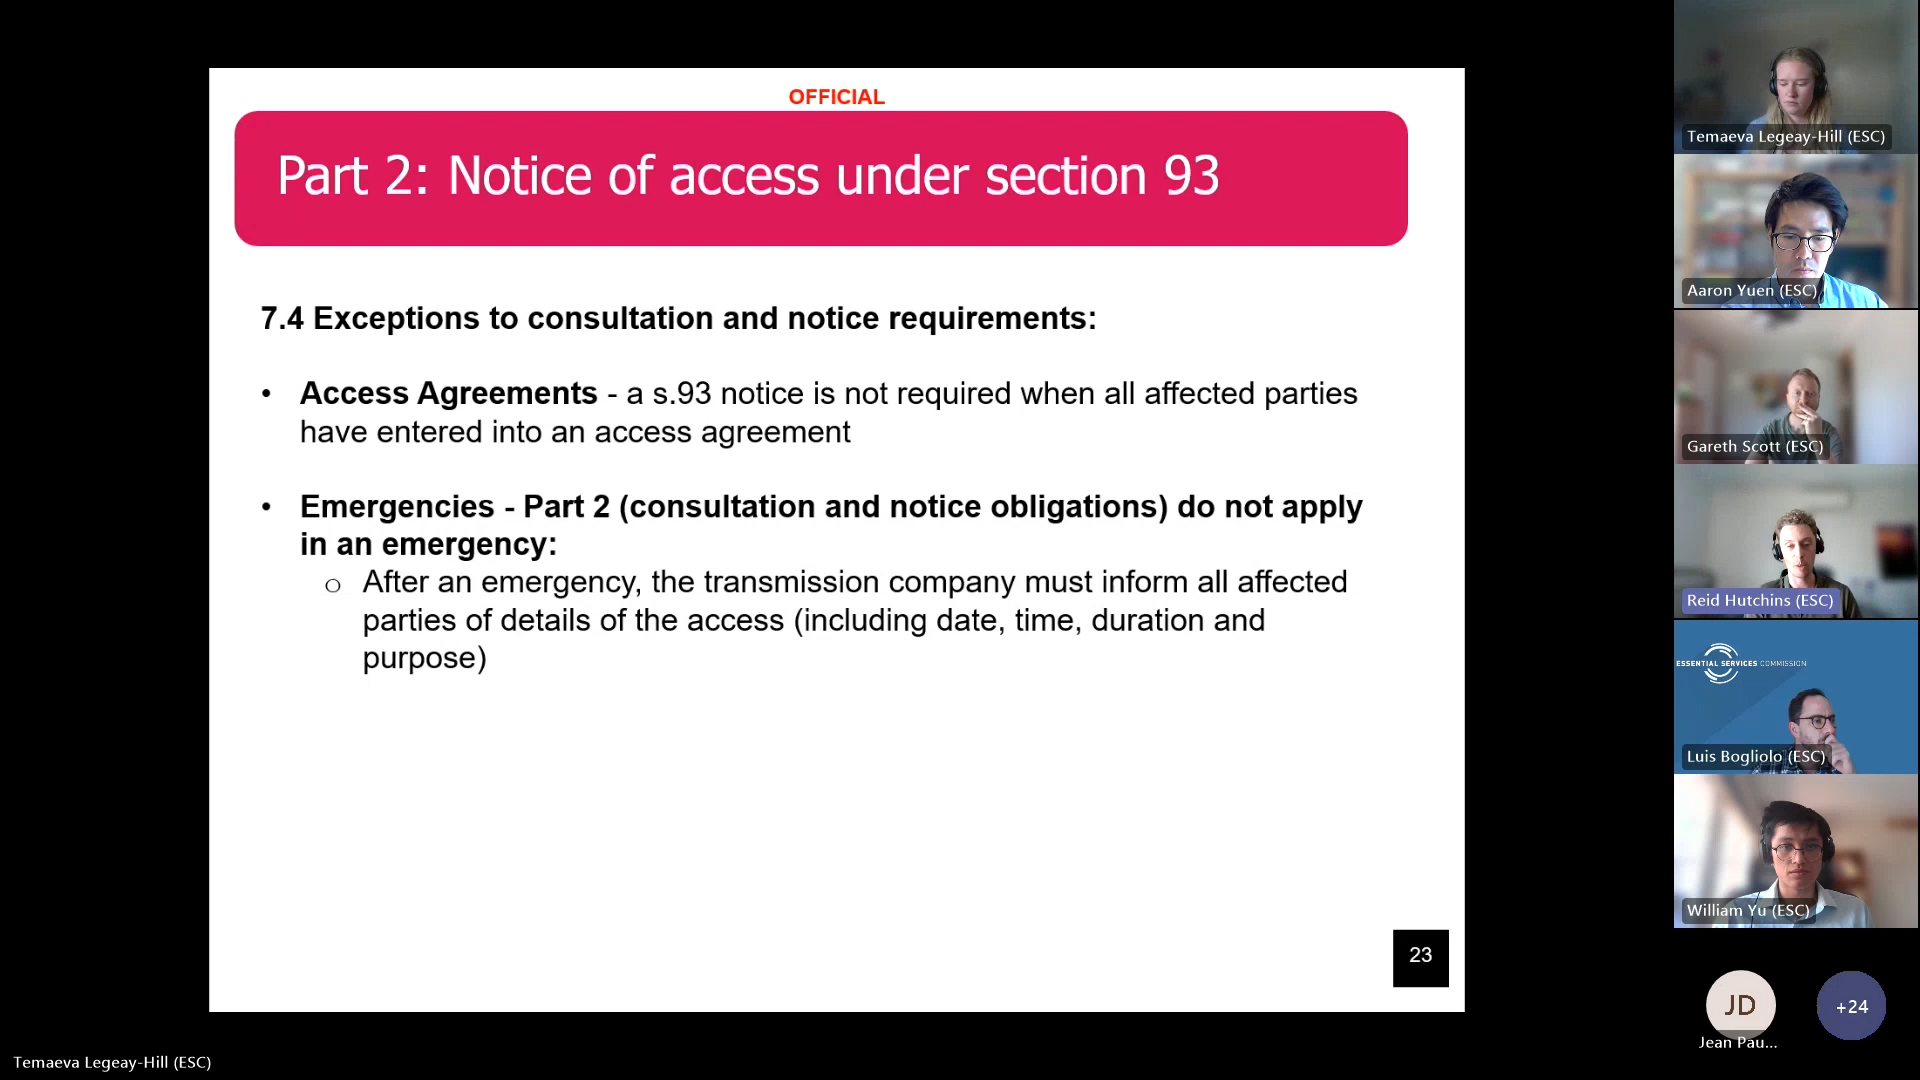 OFFICIAL
Part 2: Notice of access under section 93
7.4 Exceptions to consultation and notice requirements:
• Access Agreements - a s.93 notice is not required when all affected parties
have entered into an access agreement
• Emergencies - Part 2 (consultation and notice obligations) do not apply
in an emergency:
o After an emergency, the transmission company must inform all affected
parties of details of the access (including date, time, duration and
purpose)
23
Temaeva Legeay-Hill (ESC)
Aaron Yuen (ESC)
Gareth Scott (ESC)
Reid Hutchins (ESC)
ESSENTIAL SERVICES COMMISSION
Luis Bogliolo (ESC)
William Yu (ESC)
JD
+24
Jean Pau...
Temaeva Legeay-Hill (ESC)